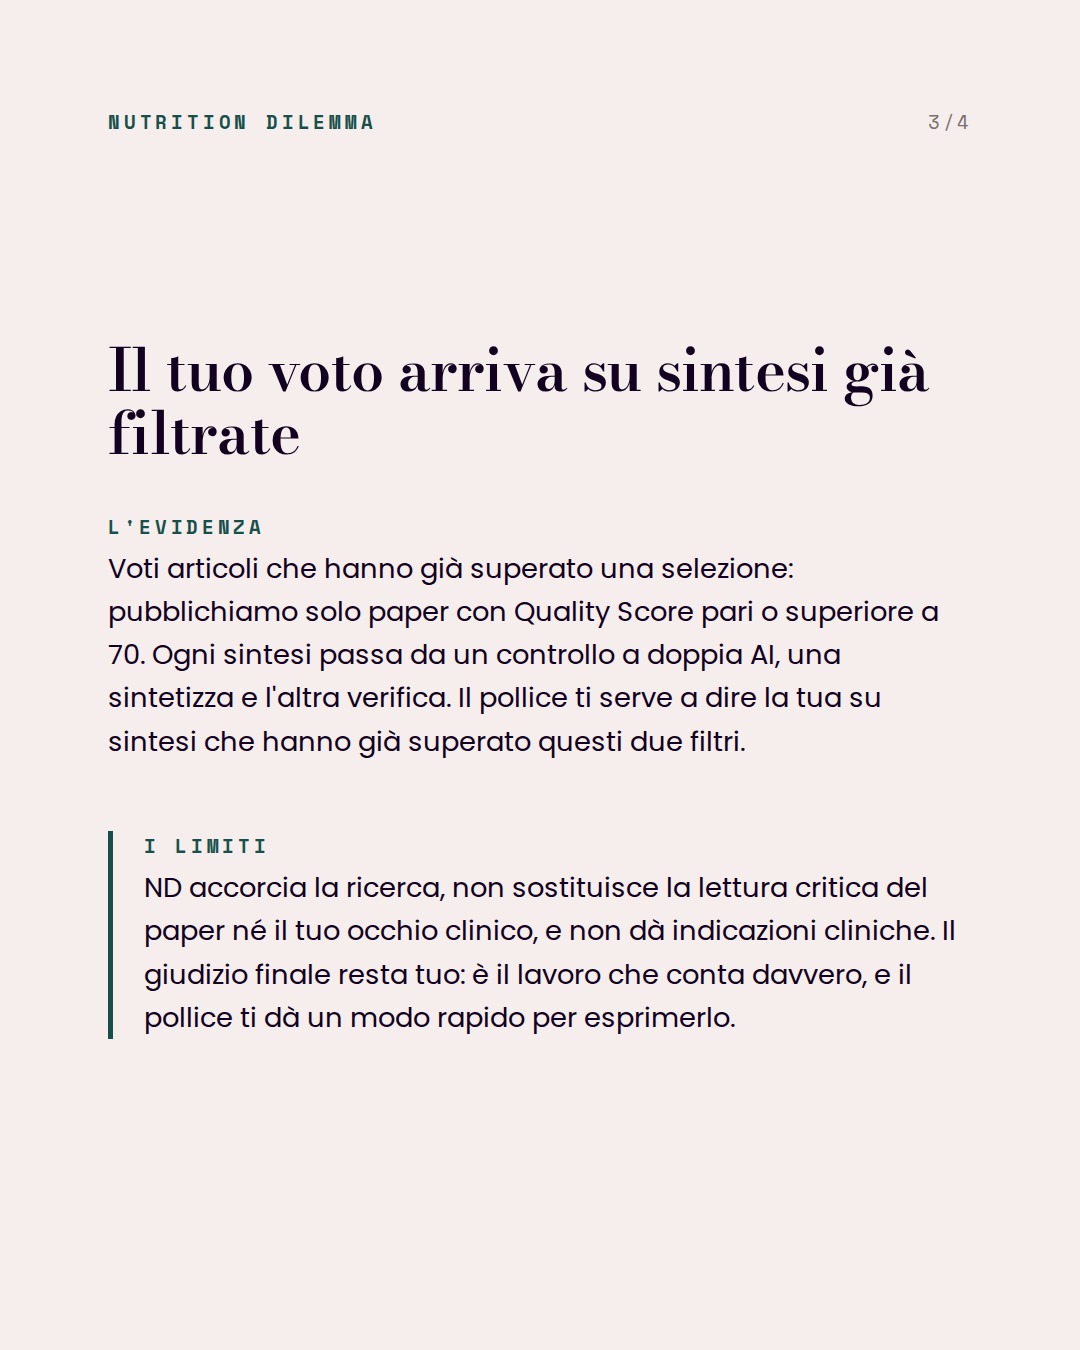 NUTRITION DILEMMA
3/4
Il tuo voto arriva su sintesi già
filtrate
L'EVIDENZA
Voti articoli che hanno già superato una selezione:
pubblichiamo solo paper con Quality Score pari o superiore a
70. Ogni sintesi passa da un controllo a doppia AI, una
sintetizza e l'altra verifica. Il pollice ti serve a dire la tua su
sintesi che hanno già superato questi due filtri.
I LIMITI
ND accorcia la ricerca, non sostituisce la lettura critica del
paper né il tuo occhio clinico, e non dà indicazioni cliniche. Il
giudizio finale resta tuo: è il lavoro che conta davvero, e il
pollice ti dà un modo rapido per esprimerlo.